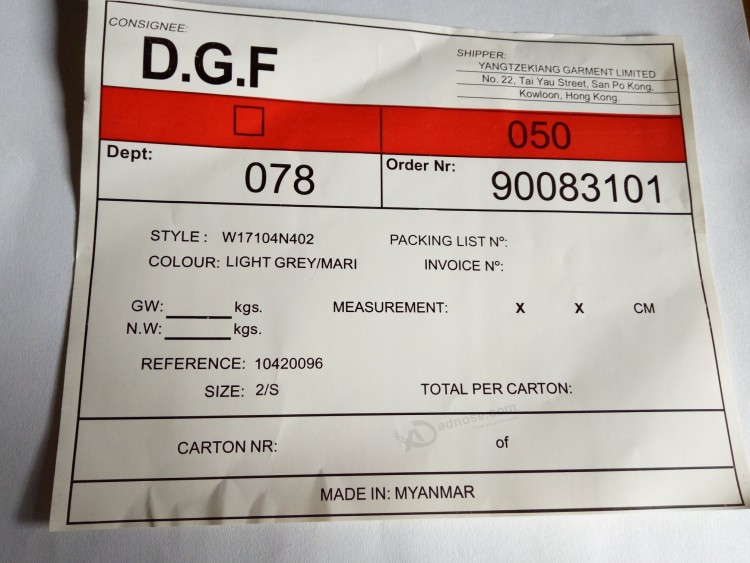 CONSIGNEE:
D.G.F
SHIPPER:
YANGTZEKIANG GARMENT LIMITED
No. 22, Tai Yau Street, San Po Kong,
Kowloon, Hong Kong.
050
Dept:
078
Order Nr:
90083101
STYLE : W17104N402
PACKING LIST Nº:
COLOUR: LIGHT GREY/MARI
INVOICE Nº:
GW: kgs.
MEASUREMENT: X X CM
N.W: kgs.
REFERENCE: 10420096
SIZE: 2/S
TOTAL PER CARTON:
adnose.com
CARTON NR: of
MADE IN: MYANMAR